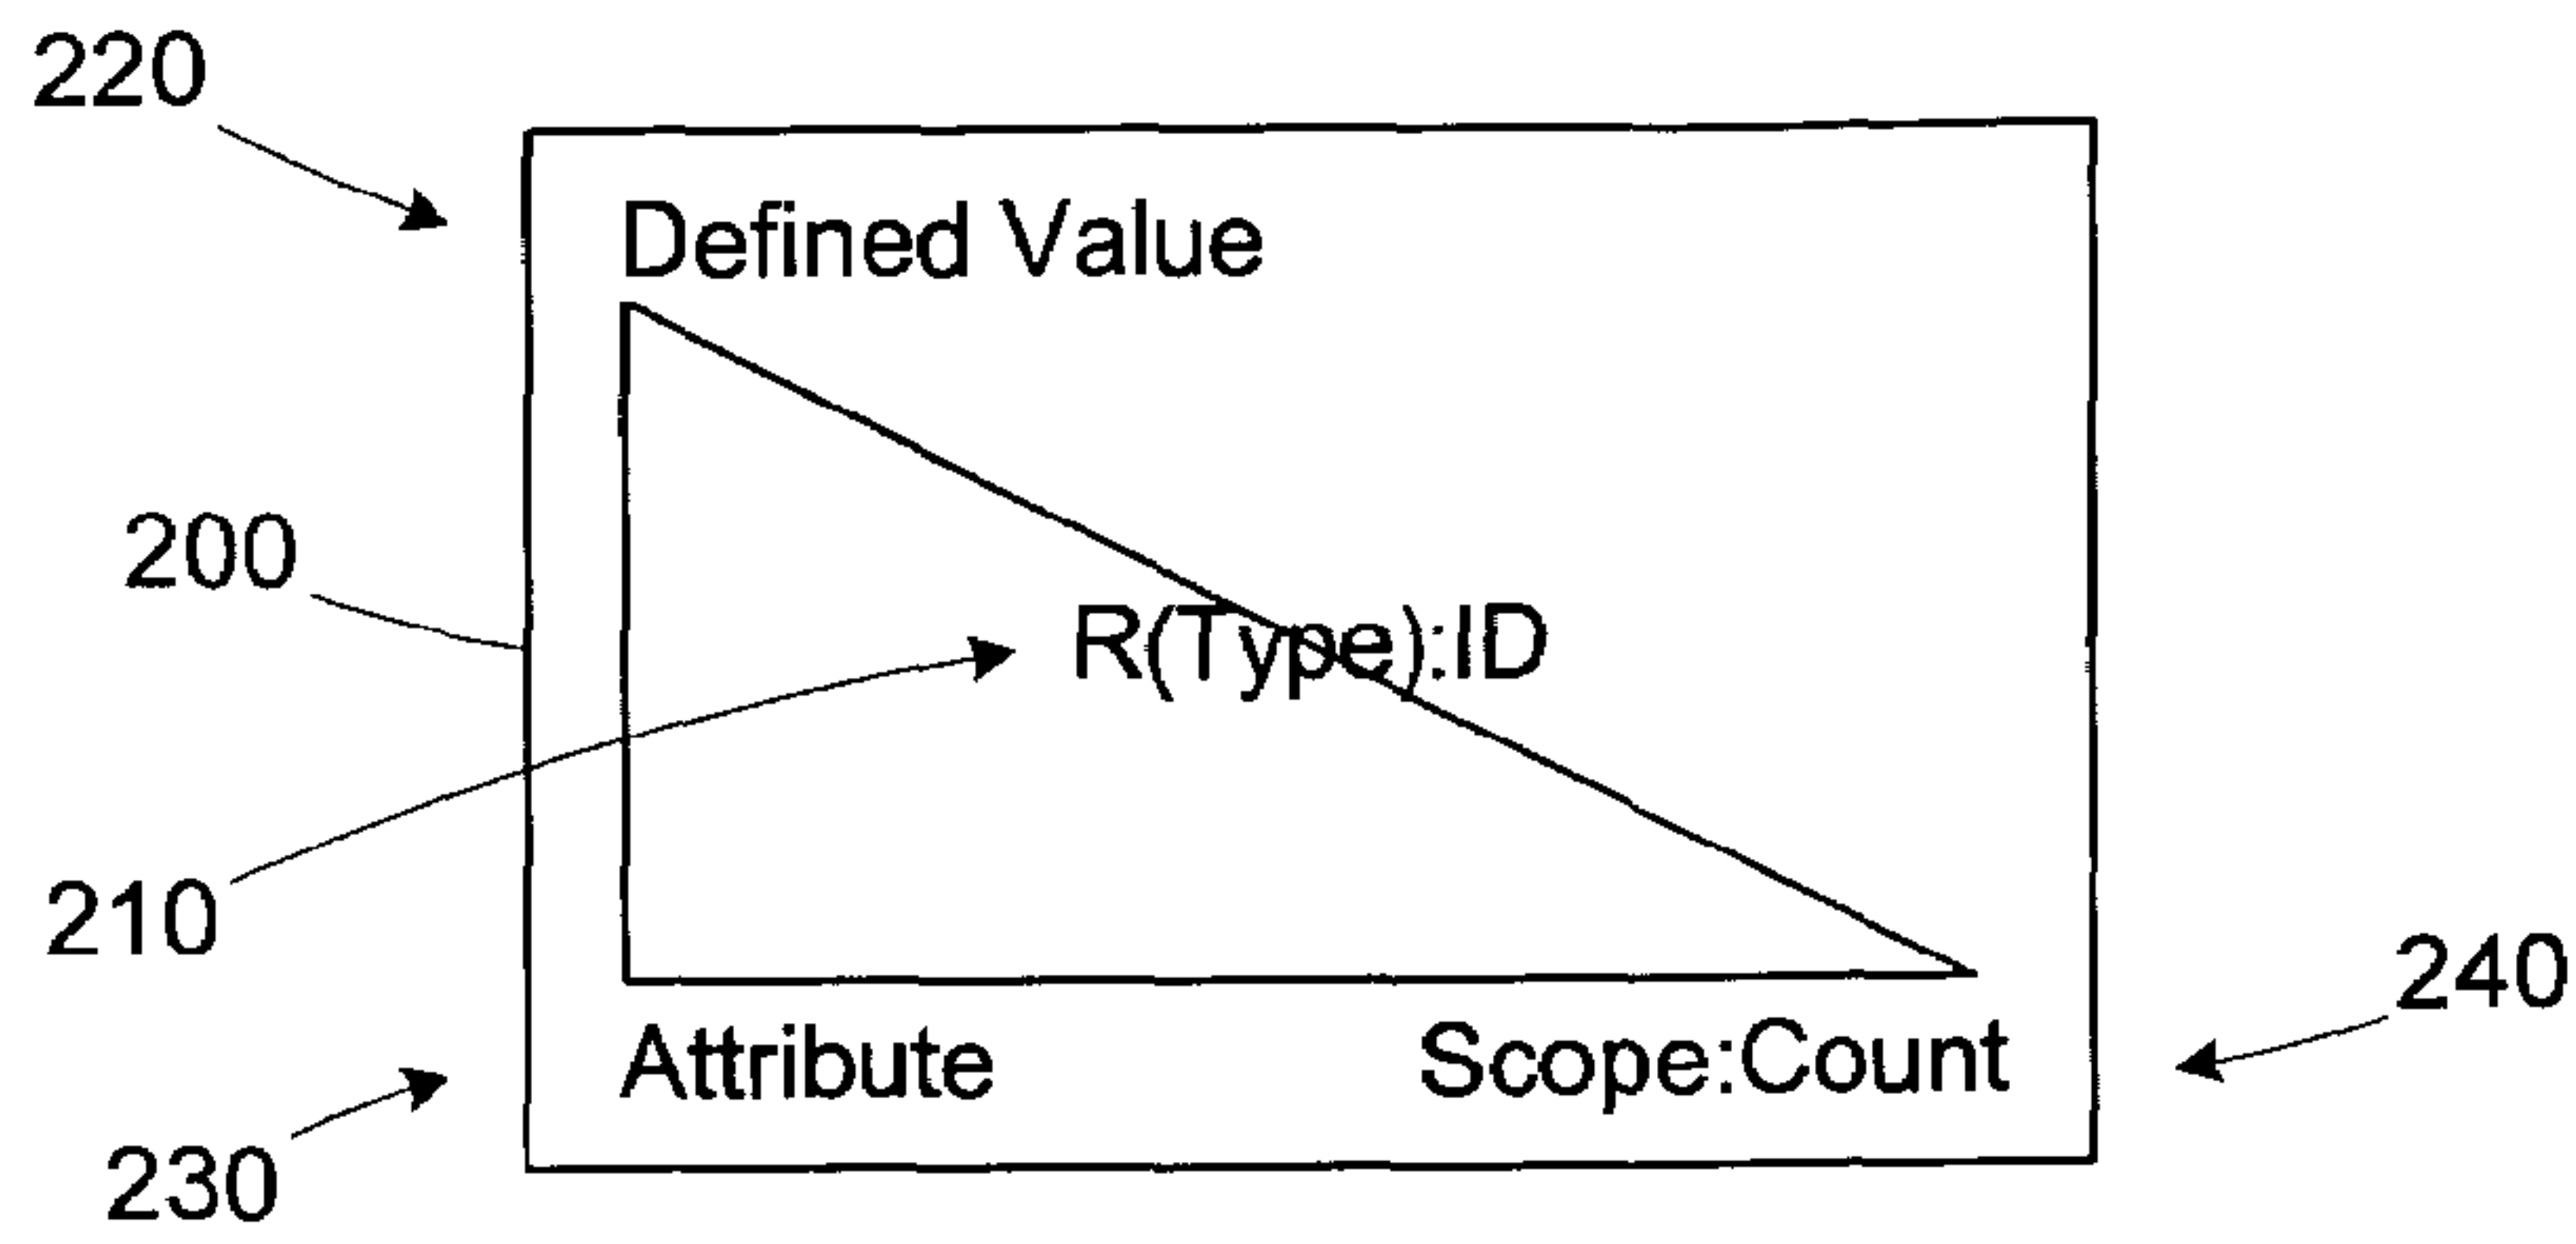 220
Defined Value
200
R(Type):ID
210
240
Attribute Scope:Count
230